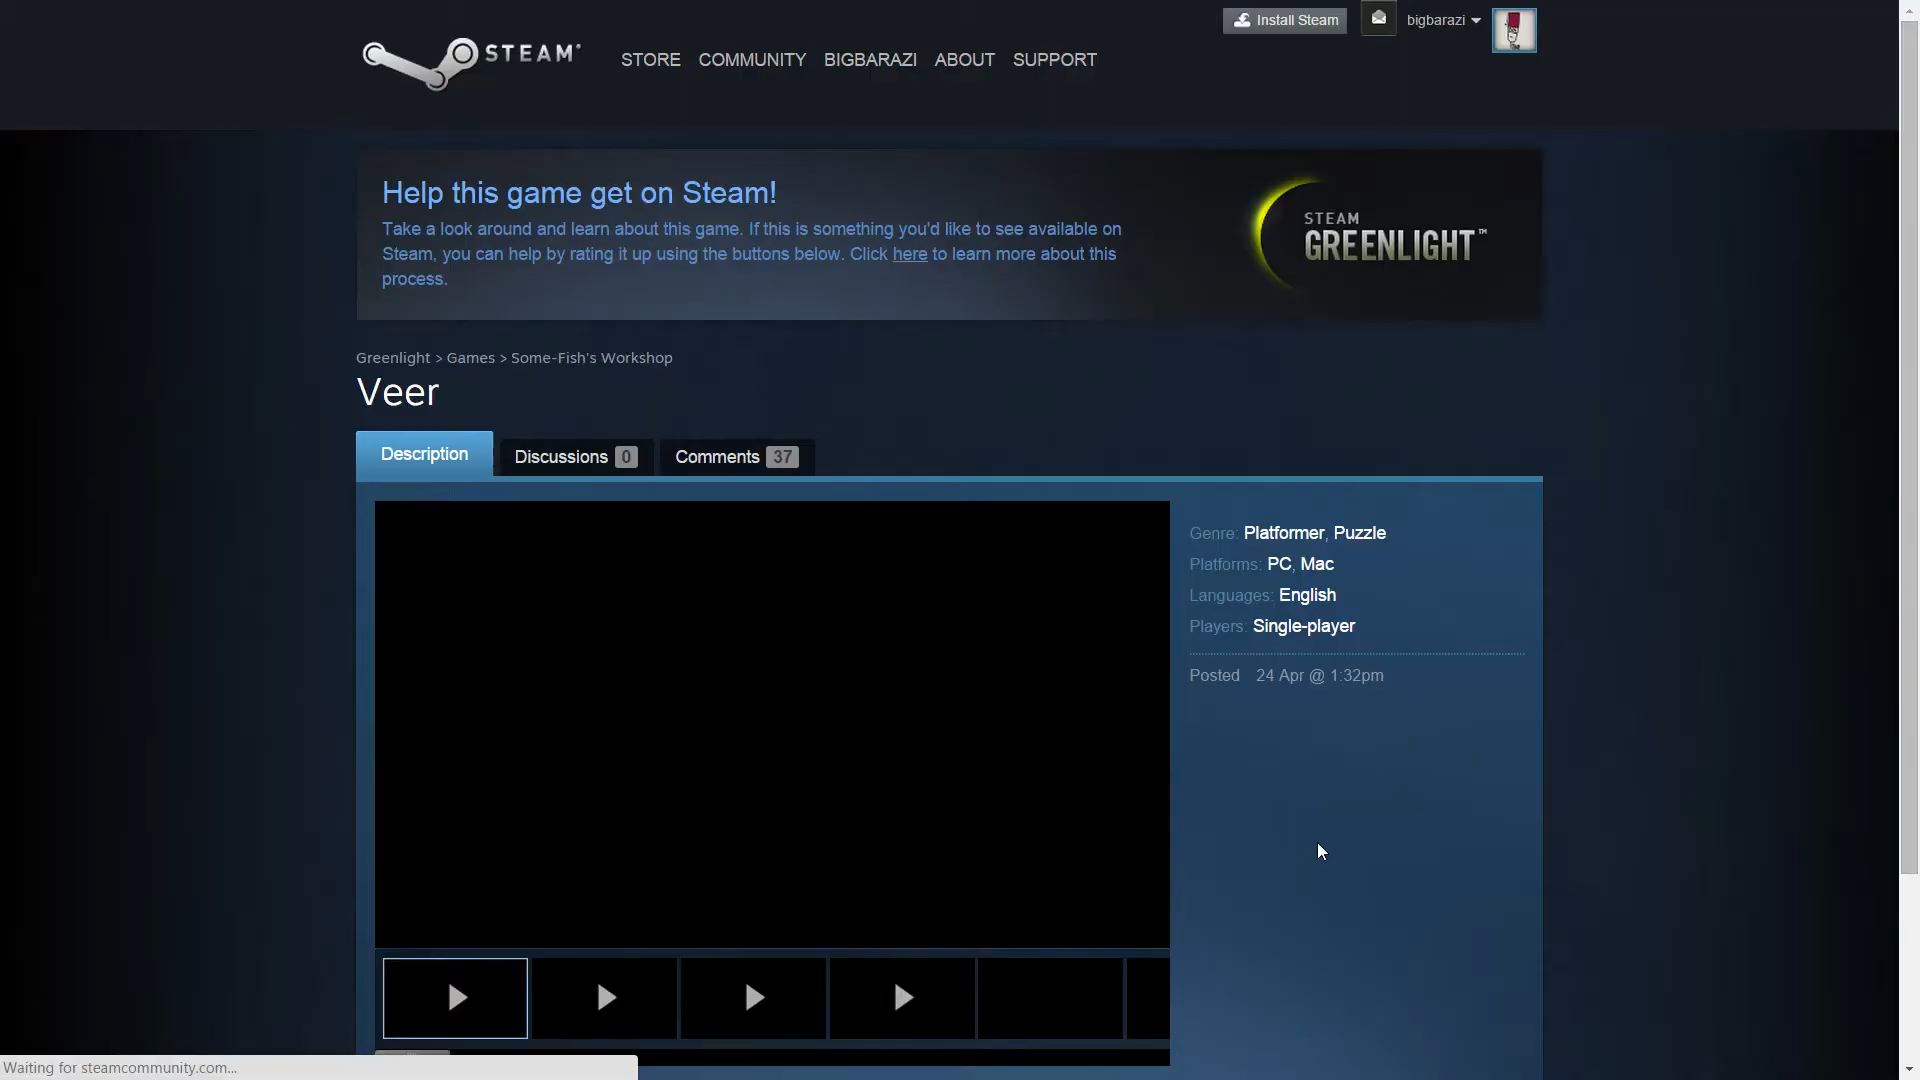 Install Steam
bigbarazi
STEAM®
STORE COMMUNITY BIGBARAZI ABOUT SUPPORT
Help this game get on Steam!
Take a look around and learn about this game. If this is something you'd like to see available on
Steam, you can help by rating it up using the buttons below. Click here to learn more about this
process.
STEAM
GREENLIGHT™
Greenlight > Games > Some-Fish's Workshop
Veer
Description
Discussions 0
Comments 37
Genre: Platformer, Puzzle
Platforms: PC, Mac
Languages: English
Players: Single-player
Posted 24 Apr @ 1:32pm
Waiting for steamcommunity.com...